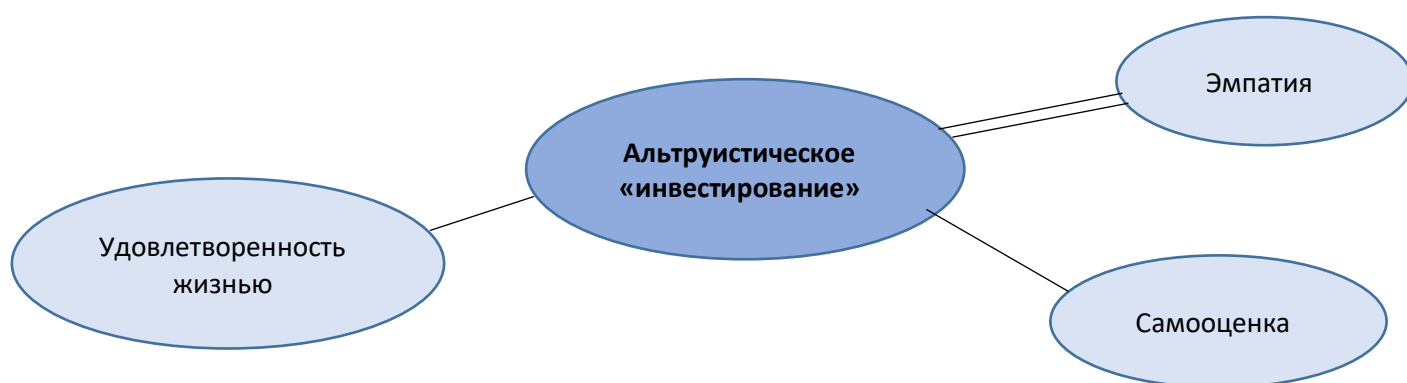 Эмпатия
Альтруистическое
«инвестирование»
Удовлетворенность
жизнью
Самооценка